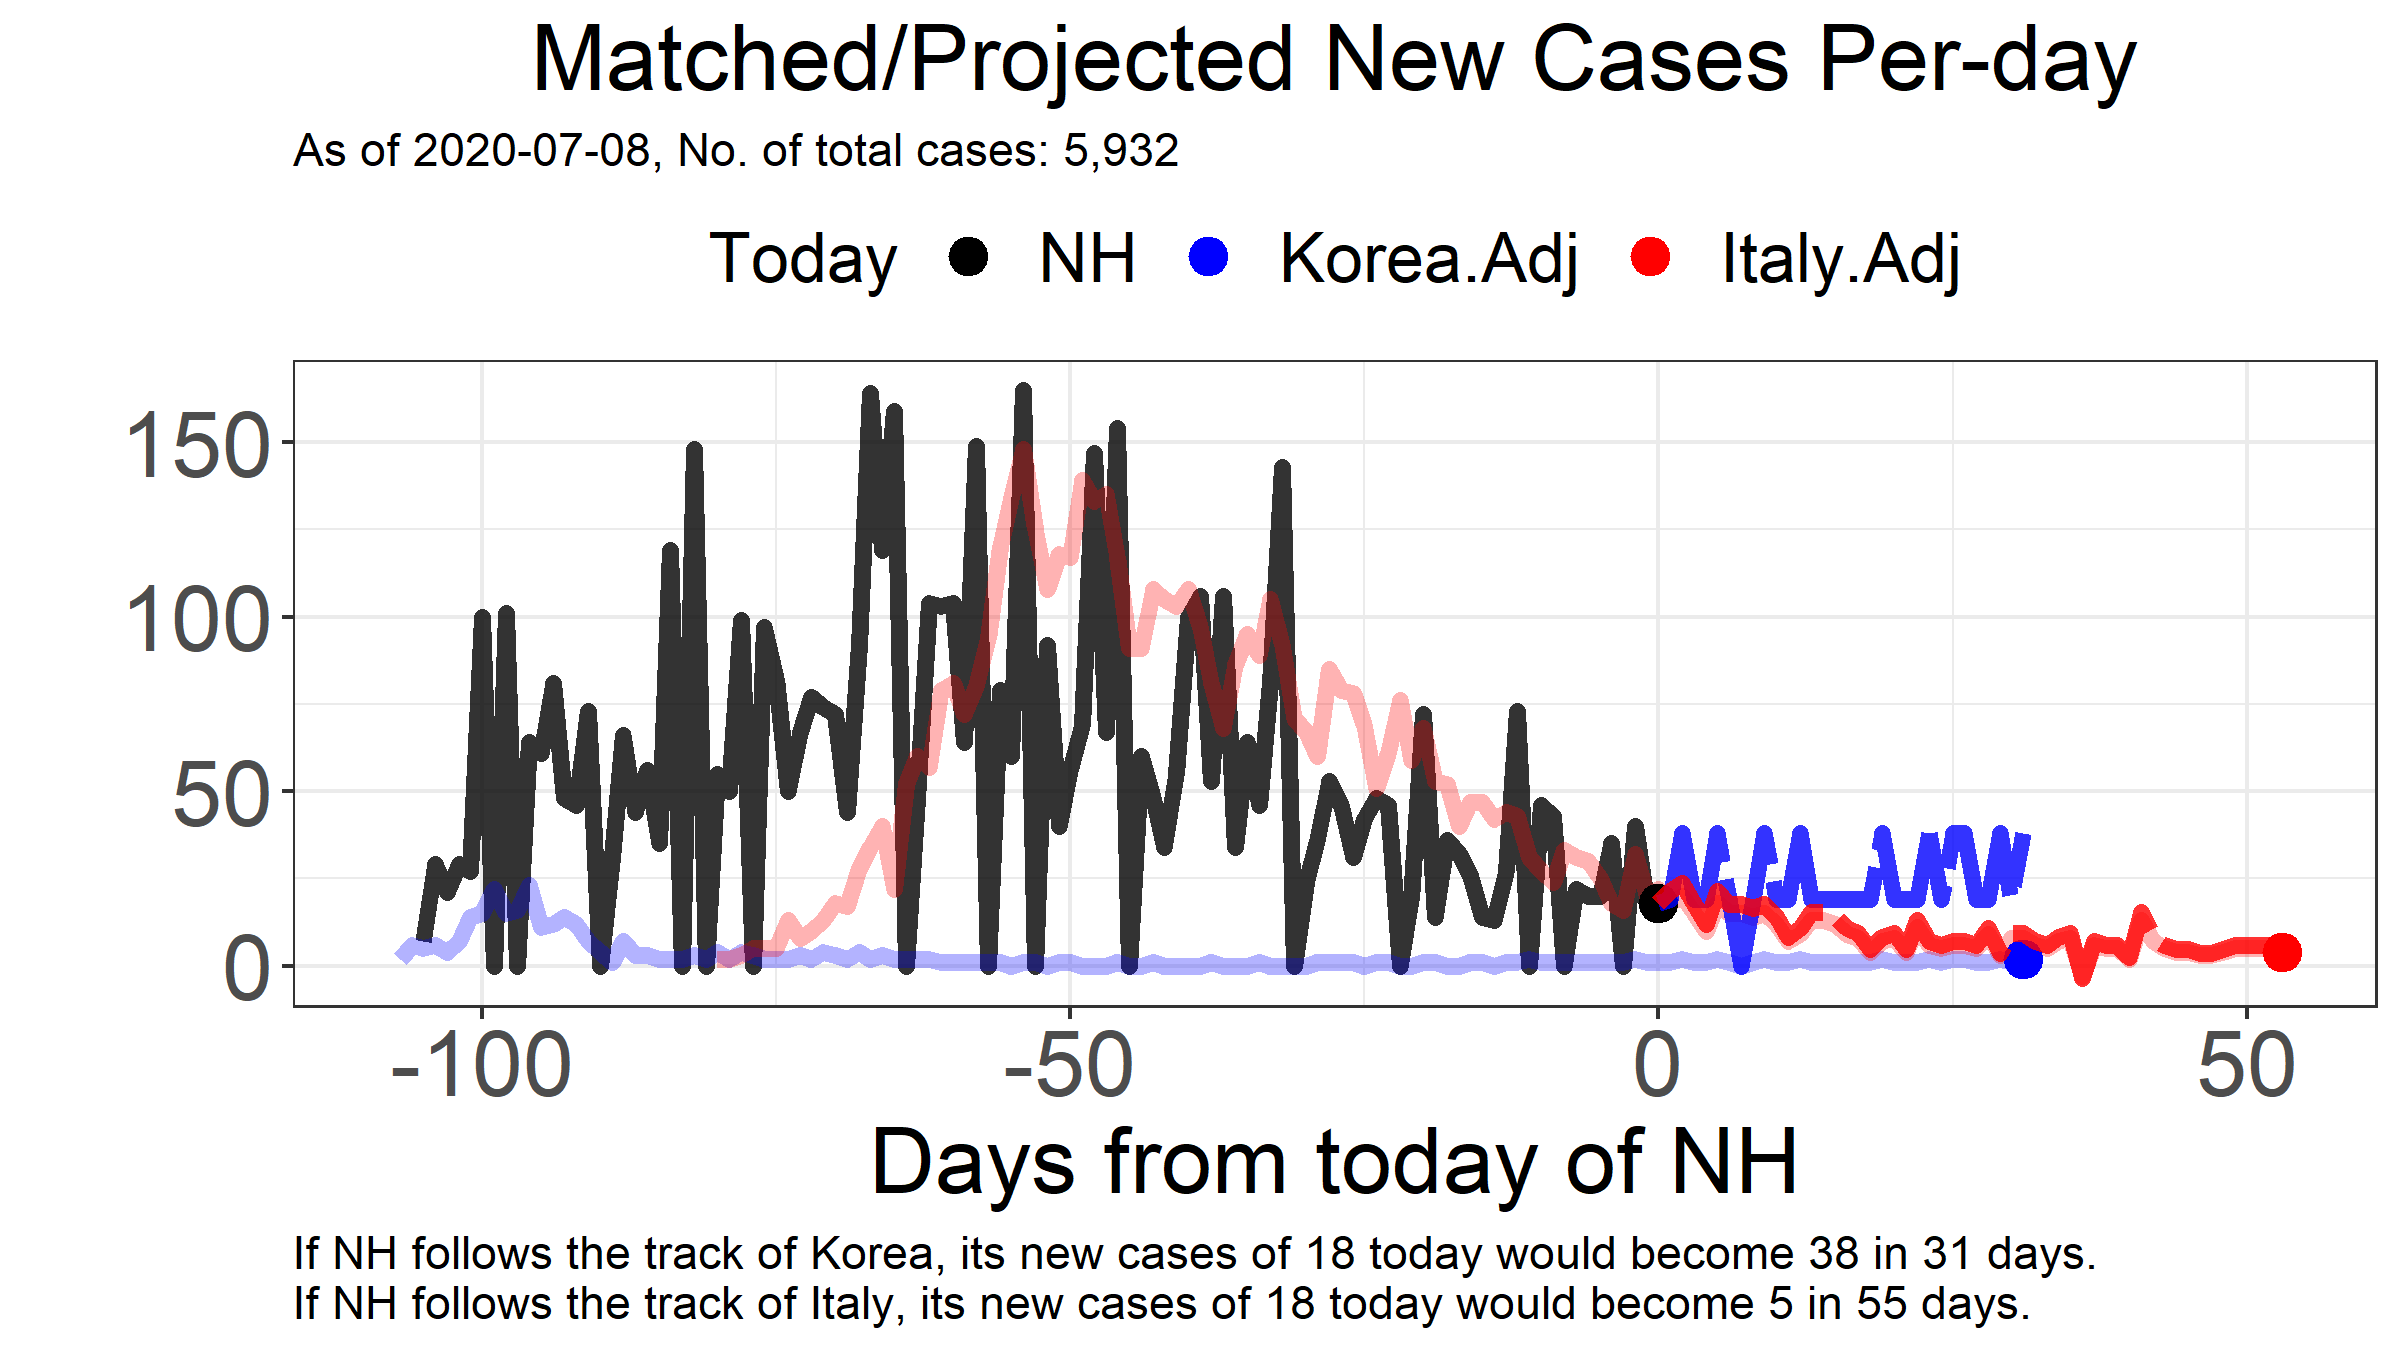 Matched/Projected New Cases Per-day
As of 2020-07-08, No. of total cases: 5,932
Today NH Korea.Adj Italy.Adj
150
100
50
0
-100 -50 0 50
Days from today of NH
If NH follows the track of Korea, its new cases of 18 today would become 38 in 31 days.
If NH follows the track of Italy, its new cases of 18 today would become 5 in 55 days.